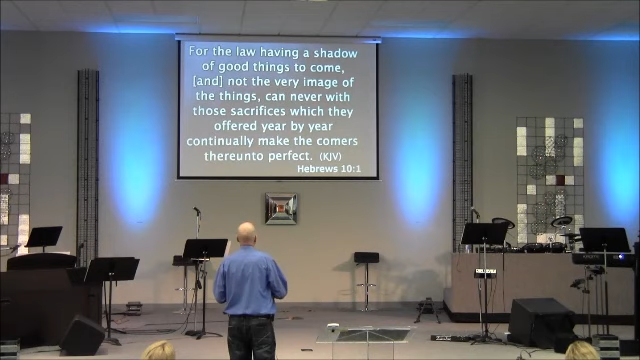 For the law having a shadow
of good things to come,
[and] not the very image of
the things, can never with
those sacrifices which they
offered year by year
continually make the comers
thereunto perfect. (KJV)
Hebrews 10:1